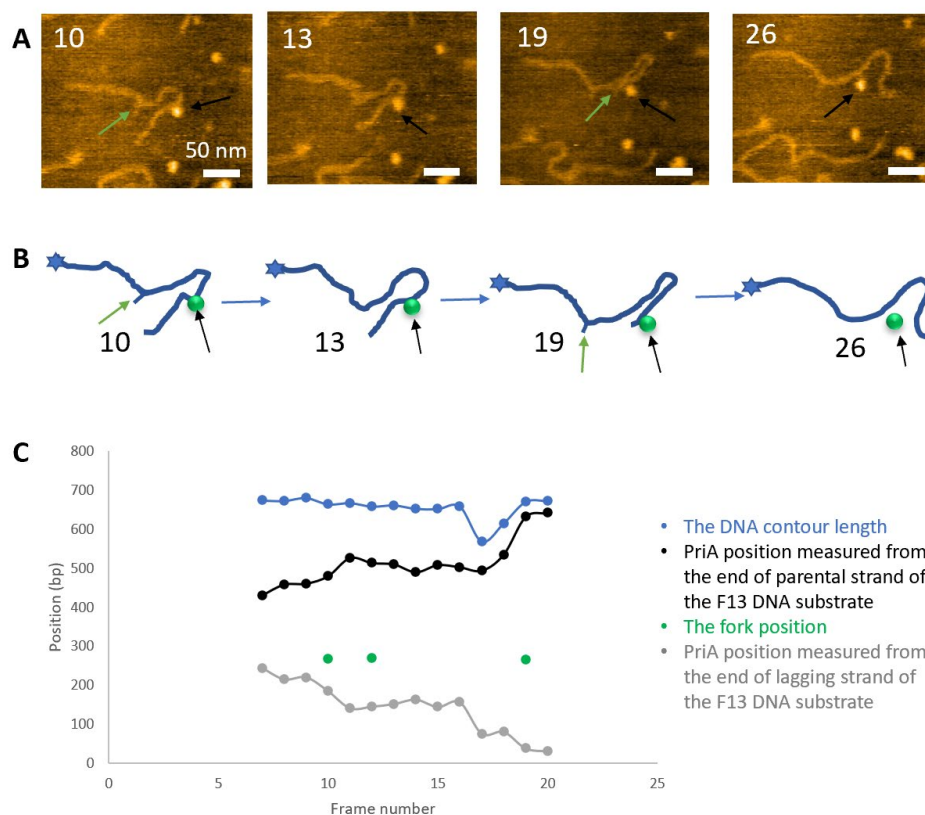 A
10
13
19
26
50 nm
B
10
13
19
26
C
800
700
600
500
400
300
200
100
0
Position (bp)
0
5
10
15
20
25
Frame number
• The DNA contour length
• PriA position measured from
the end of parental strand of
the F13 DNA substrate
• The fork position
• PriA position measured from
the end of lagging strand of
the F13 DNA substrate